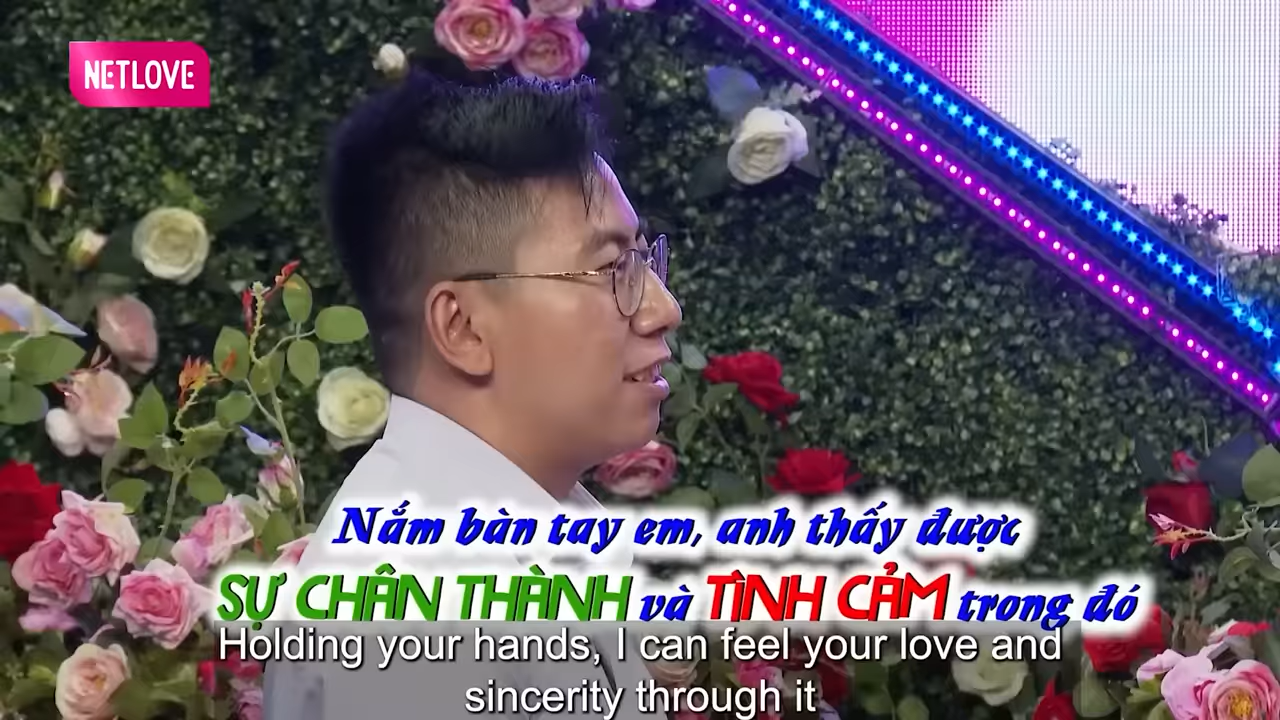 NETLOVE
Nắm bàn tay em, anh thấy được
SỰ CHÂN THÀNH và TÌNH CẢM trong đó
Holding your hands, I can feel your love and
sincerity through it